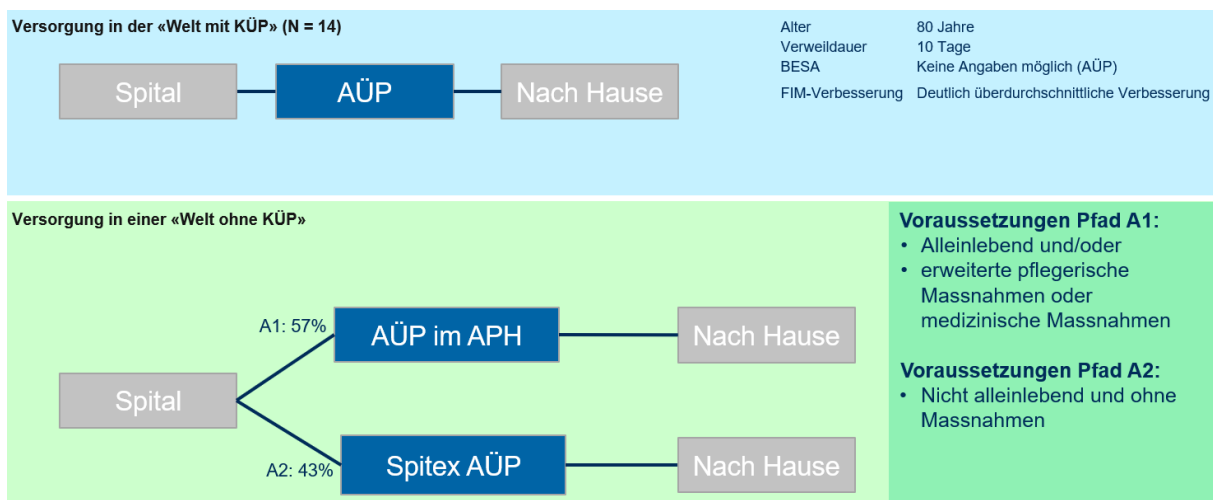 Versorgung in der «Welt mit KÜP» (N = 14)
Alter 80 Jahre
Verweildauer 10 Tage
BESA Keine Angaben möglich (AÜP)
FIM-Verbesserung Deutlich überdurchschnittliche Verbesserung
Spital AÜP Nach Hause
Versorgung in einer «Welt ohne KÜP»
Voraussetzungen Pfad A1:
• Alleinlebend und/oder
• erweiterte pflegerische
Massnahmen oder
medizinische Massnahmen
Voraussetzungen Pfad A2:
• Nicht alleinlebend und ohne
Massnahmen
A1: 57%
AÜP im APH Nach Hause
Spital
A2: 43%
Spitex AÜP Nach Hause